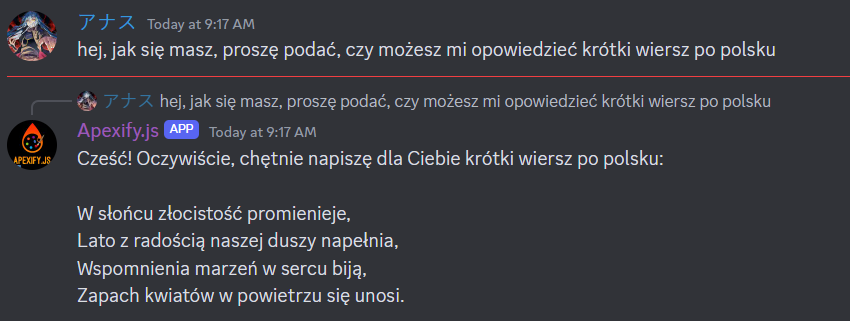 アナス Today at 9:17 AM
hej, jak się masz, proszę podać, czy możesz mi opowiedzieć krótki wiersz po polsku
アナス hej, jak się masz, proszę podać, czy możesz mi opowiedzieć krótki wiersz po polsku
Apexify.js APP Today at 9:17 AM
APEXIFY.JS
Cześć! Oczywiście, chętnie napiszę dla Ciebie krótki wiersz po polsku:
W słońcu złocistość promienieje,
Lato z radością naszej duszy napełnia,
Wspomnienia marzeń w sercu biją,
Zapach kwiatów w powietrzu się unosi.